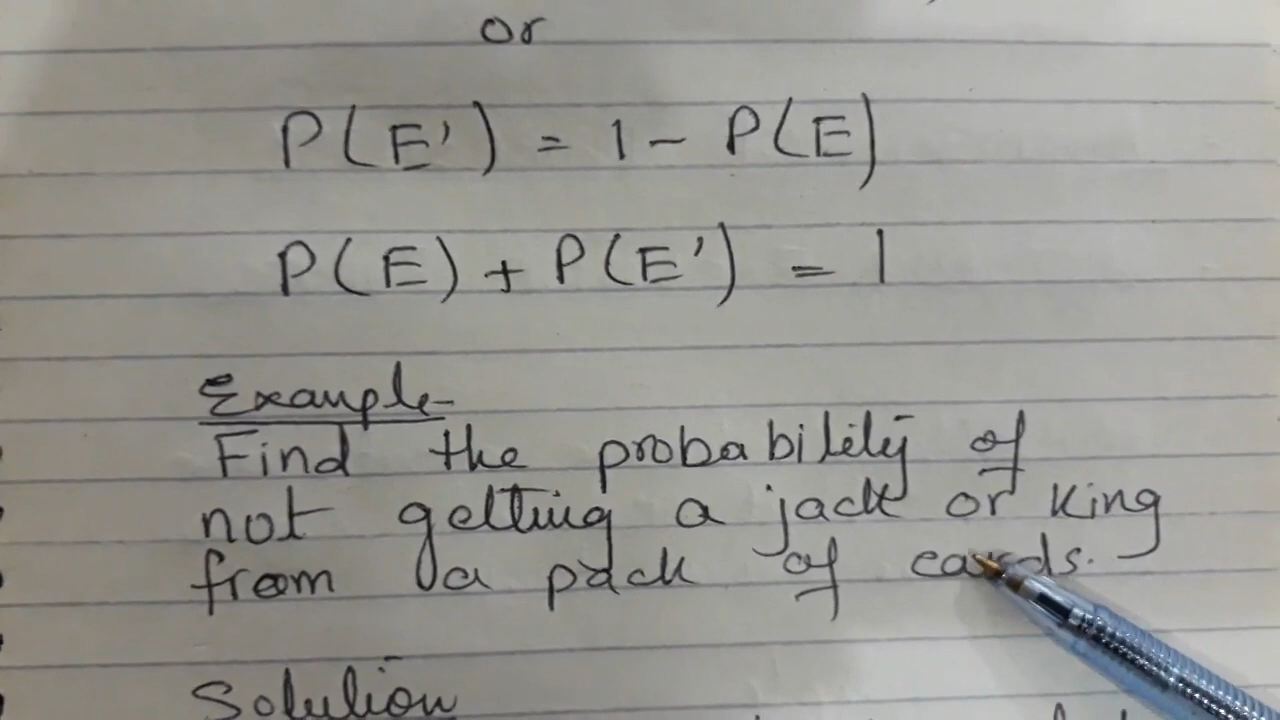 or
P(E') = 1 - P(E)
P(E) + P(E') = 1
Example-
Find the probability of
not getting a jack or king
from a pack of cards.
Solution